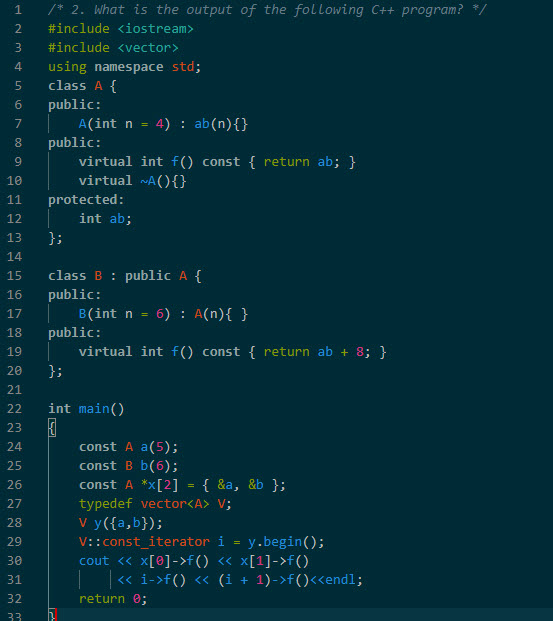 1 /* 2. What is the output of the following C++ program? */
2 #include <iostream>
3 #include <vector>
4 using namespace std;
5 class A {
6 public:
7     A(int n = 4) : ab(n){}
8 public:
9     virtual int f() const { return ab; }
10     virtual ~A(){}
11 protected:
12     int ab;
13 };
14
15 class B : public A {
16 public:
17     B(int n = 6) : A(n){ }
18 public:
19     virtual int f() const { return ab + 8; }
20 };
21
22 int main()
23 {
24     const A a(5);
25     const B b(6);
26     const A *x[2] = { &a, &b };
27     typedef vector<A> V;
28     V y({a,b});
29     V::const_iterator i = y.begin();
30     cout << x[0]->f() << x[1]->f()
31         << i->f() << (i + 1)->f()<<endl;
32     return 0;
33 }